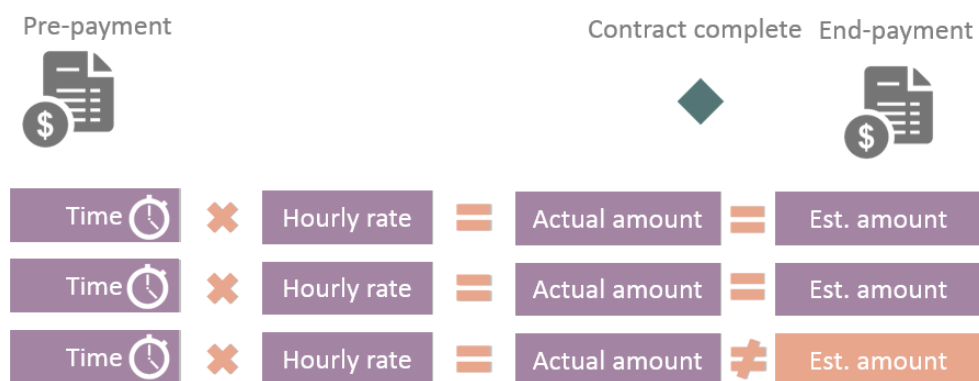 Pre-payment
Contract complete
End-payment
$
$
Time × Hourly rate = Actual amount = Est. amount
Time × Hourly rate = Actual amount = Est. amount
Time × Hourly rate = Actual amount ≠ Est. amount